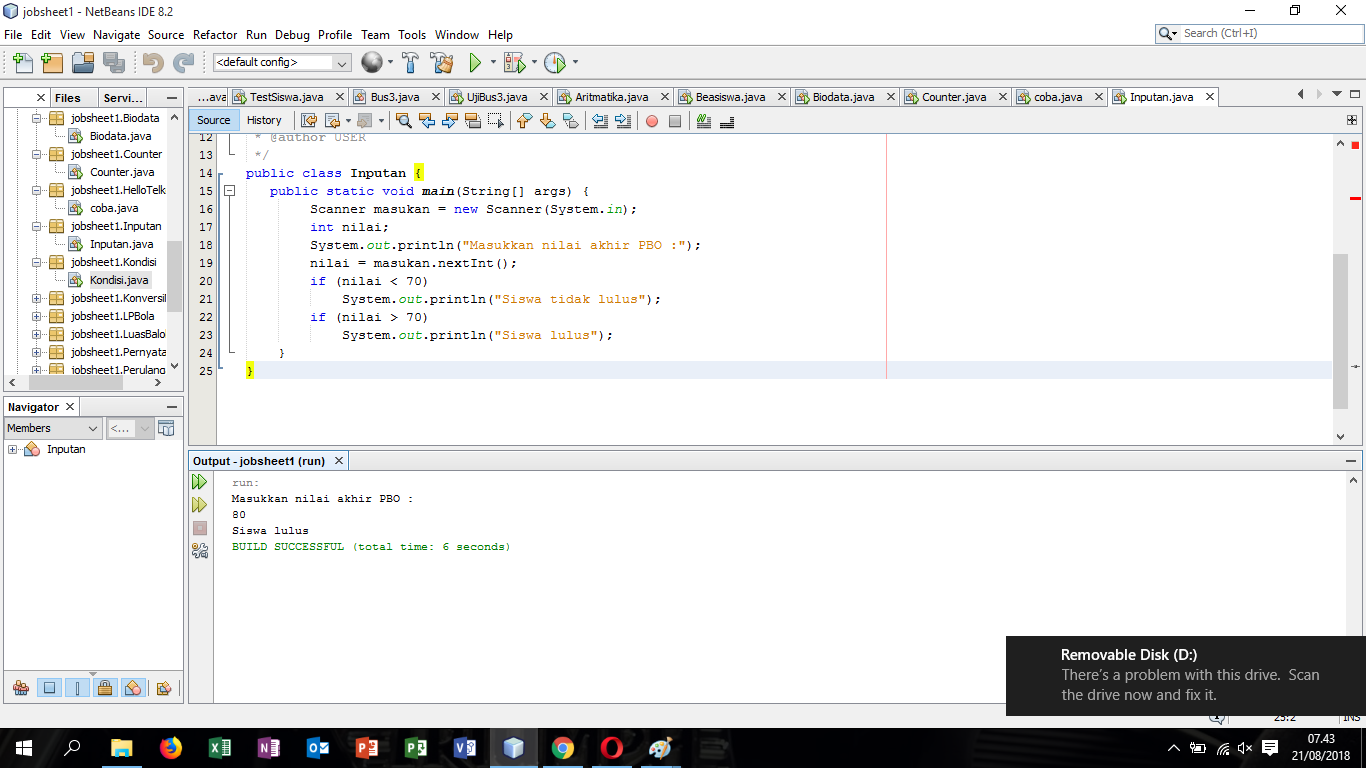 jobsheet1 - NetBeans IDE 8.2
File Edit View Navigate Source Refactor Run Debug Profile Team Tools Window Help
Search (Ctrl+I)
<default config>
Files Servi...
...ava TestSiswa.java Bus3.java UjiBus3.java Aritmatika.java Beasiswa.java Biodata.java Counter.java coba.java Inputan.java
Source History
jobsheet1.Biodata
Biodata.java
jobsheet1.Counter
Counter.java
jobsheet1.HelloTelk
coba.java
jobsheet1.Inputan
Inputan.java
jobsheet1.Kondisi
Kondisi.java
jobsheet1.Konversi
jobsheet1.LPBola
jobsheet1.LuasBalo
jobsheet1.Pernyata
jobsheet1.Perulang
12 * @author USER
13 */
14 public class Inputan {
15 public static void main(String[] args) {
16 Scanner masukan = new Scanner(System.in);
17 int nilai;
18 System.out.println("Masukkan nilai akhir PBO :");
19 nilai = masukan.nextInt();
20 if (nilai < 70)
21 System.out.println("Siswa tidak lulus");
22 if (nilai > 70)
23 System.out.println("Siswa lulus");
24 }
25 }
Navigator
Members <...
Inputan
Output - jobsheet1 (run)
run:
Masukkan nilai akhir PBO :
80
Siswa lulus
BUILD SUCCESSFUL (total time: 6 seconds)
Removable Disk (D:)
There's a problem with this drive. Scan
the drive now and fix it.
25:2 INS
07.43
21/08/2018